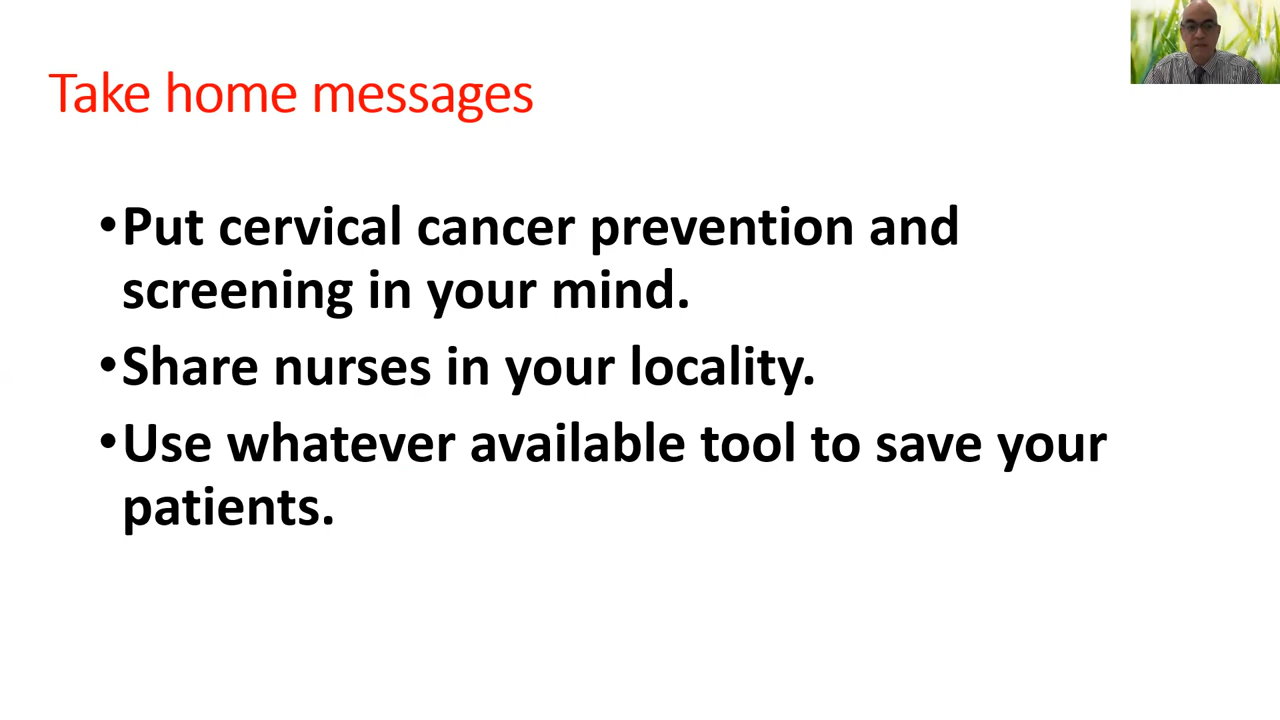 Take home messages
•Put cervical cancer prevention and
screening in your mind.
•Share nurses in your locality.
•Use whatever available tool to save your
patients.